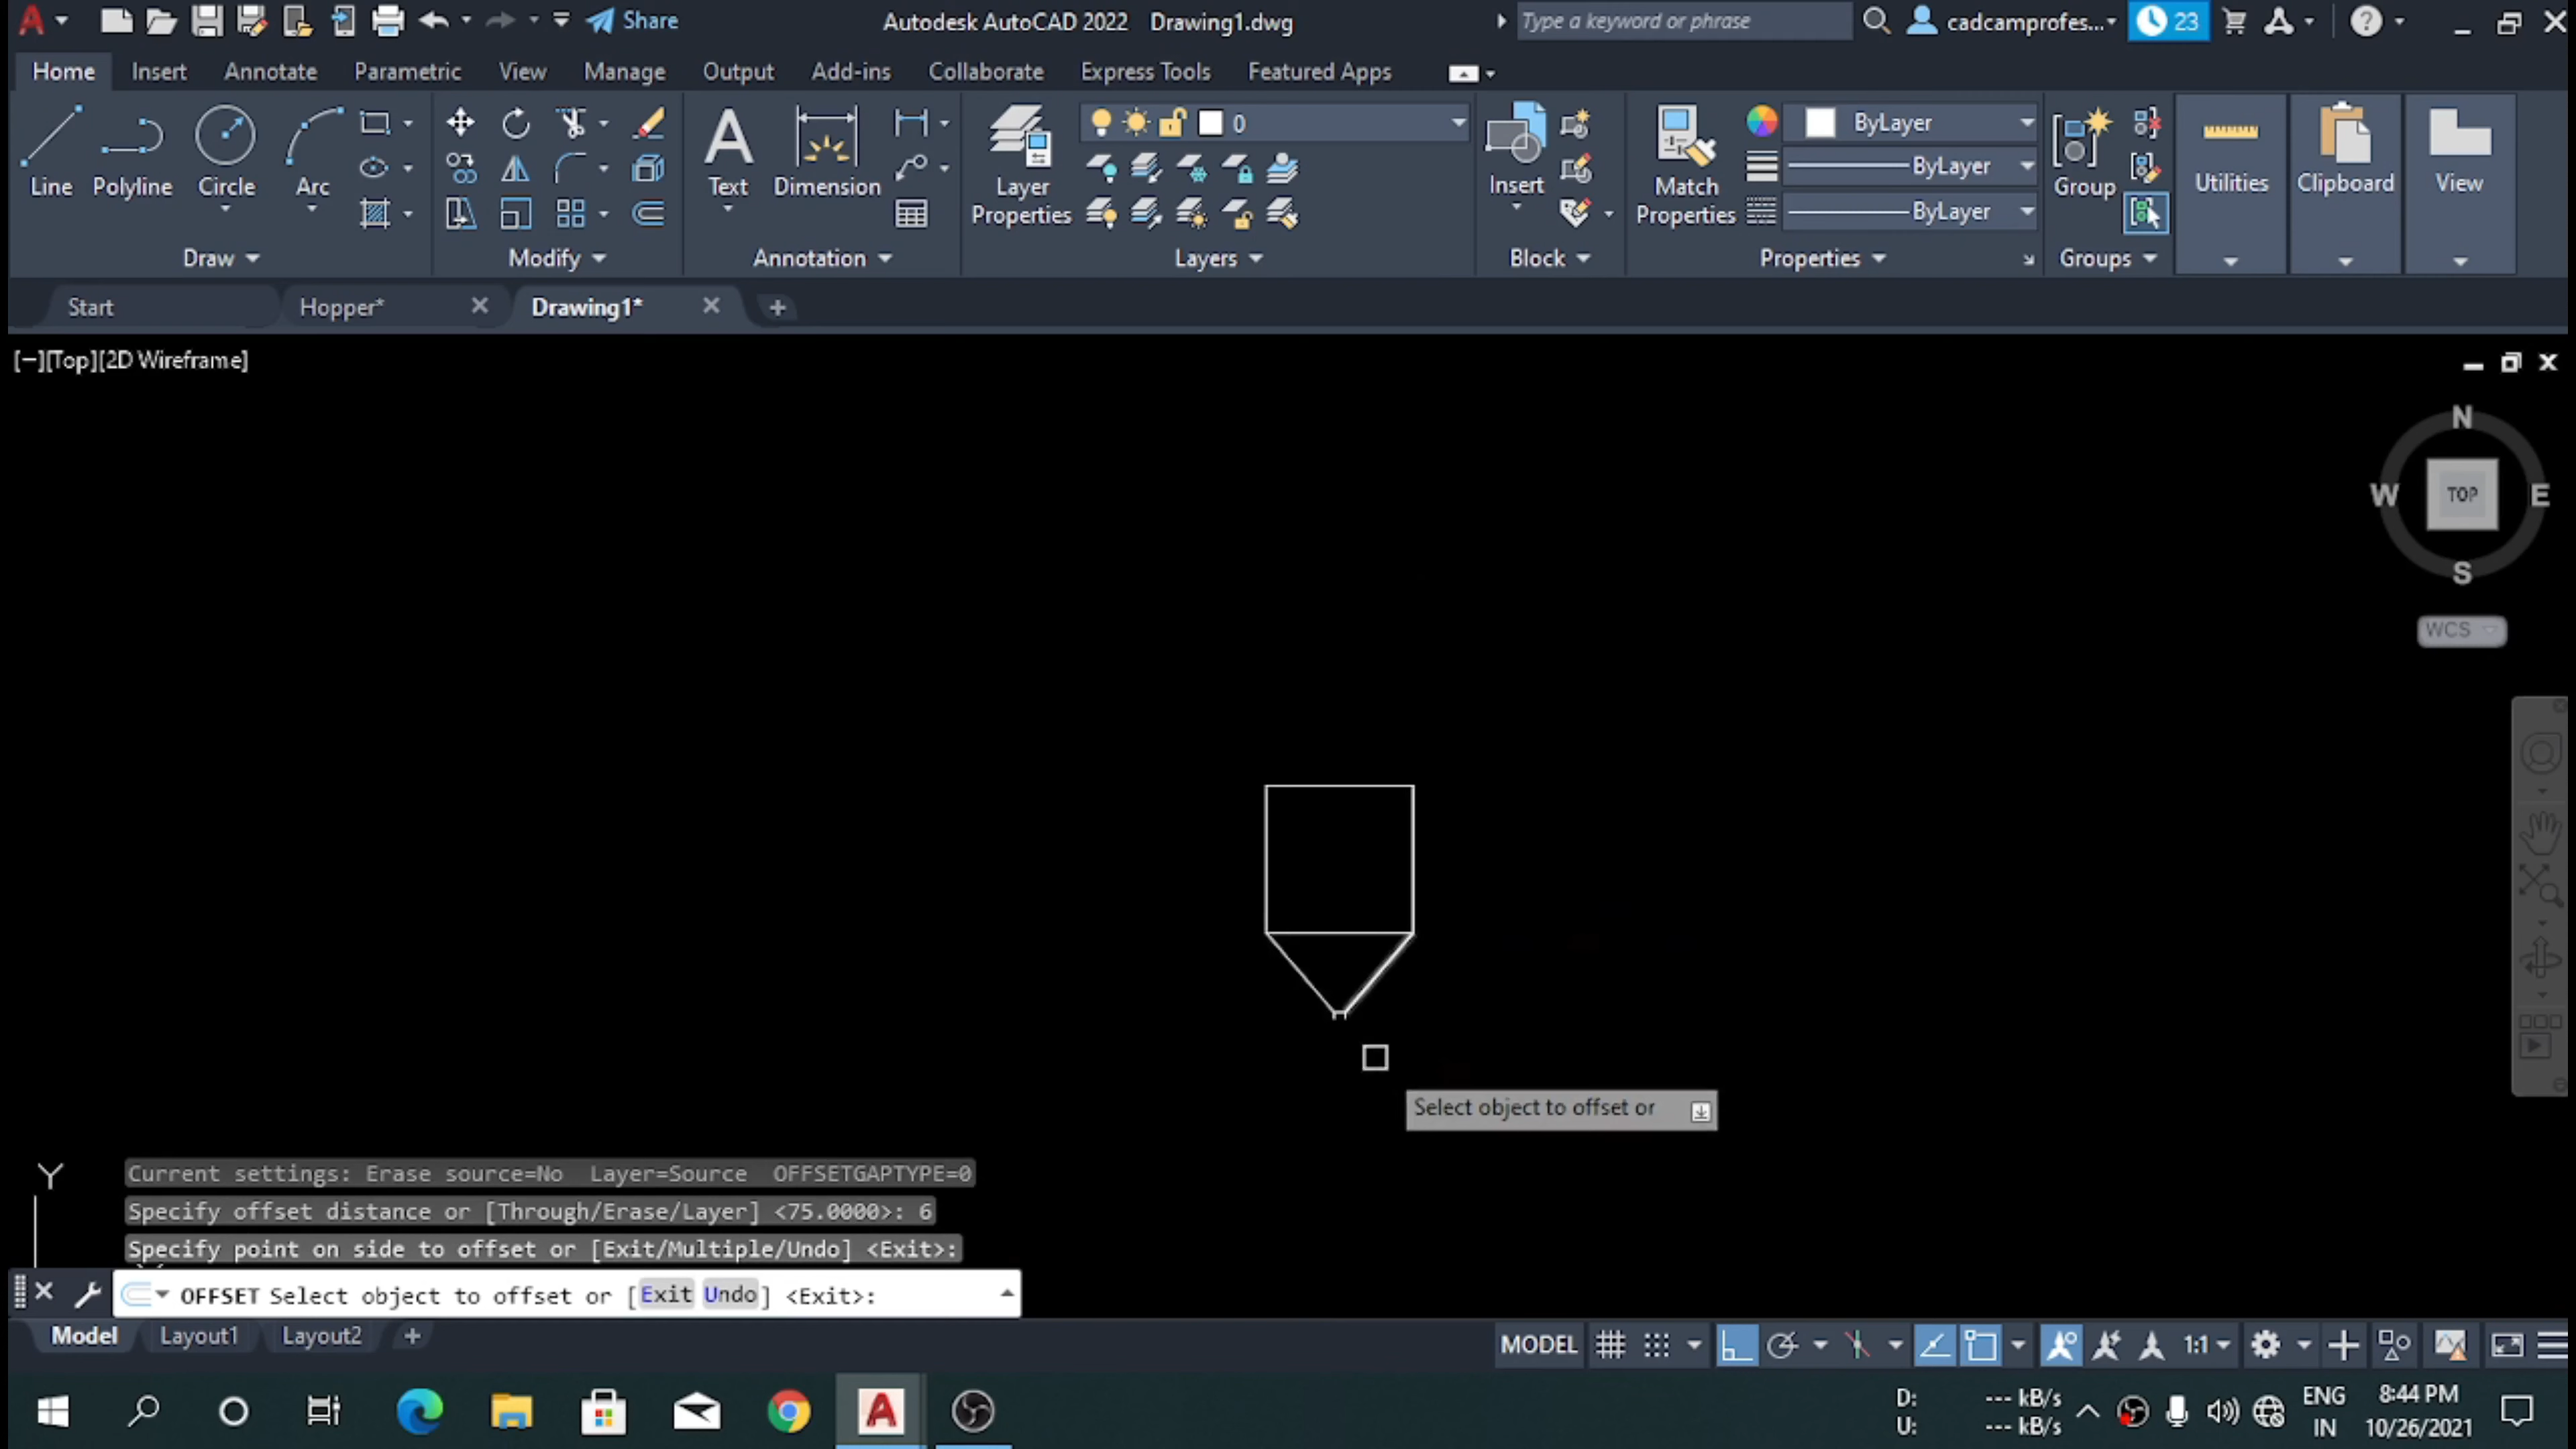 Share
Autodesk AutoCAD 2022 Drawing1.dwg
Type a keyword or phrase
cadcamprofes...
23
Home Insert Annotate Parametric View Manage Output Add-ins Collaborate Express Tools Featured Apps
0
ByLayer
ByLayer
ByLayer
Line Polyline Circle Arc
Text Dimension
Layer Properties
Insert
Match Properties
Group
Utilities
Clipboard
View
Draw Modify Annotation Layers Block Properties Groups
Start Hopper* Drawing1*
[−][Top][2D Wireframe]
N
W TOP E
S
WCS
Select object to offset or
Y
Current settings: Erase source=No Layer=Source OFFSETGAPTYPE=0
Specify offset distance or [Through/Erase/Layer] <75.0000>: 6
Specify point on side to offset or [Exit/Multiple/Undo] <Exit>:
OFFSET Select object to offset or [Exit Undo] <Exit>:
Model Layout1 Layout2 +
MODEL 1:1
D: --- kB/s
U: --- kB/s
ENG
IN
8:44 PM
10/26/2021